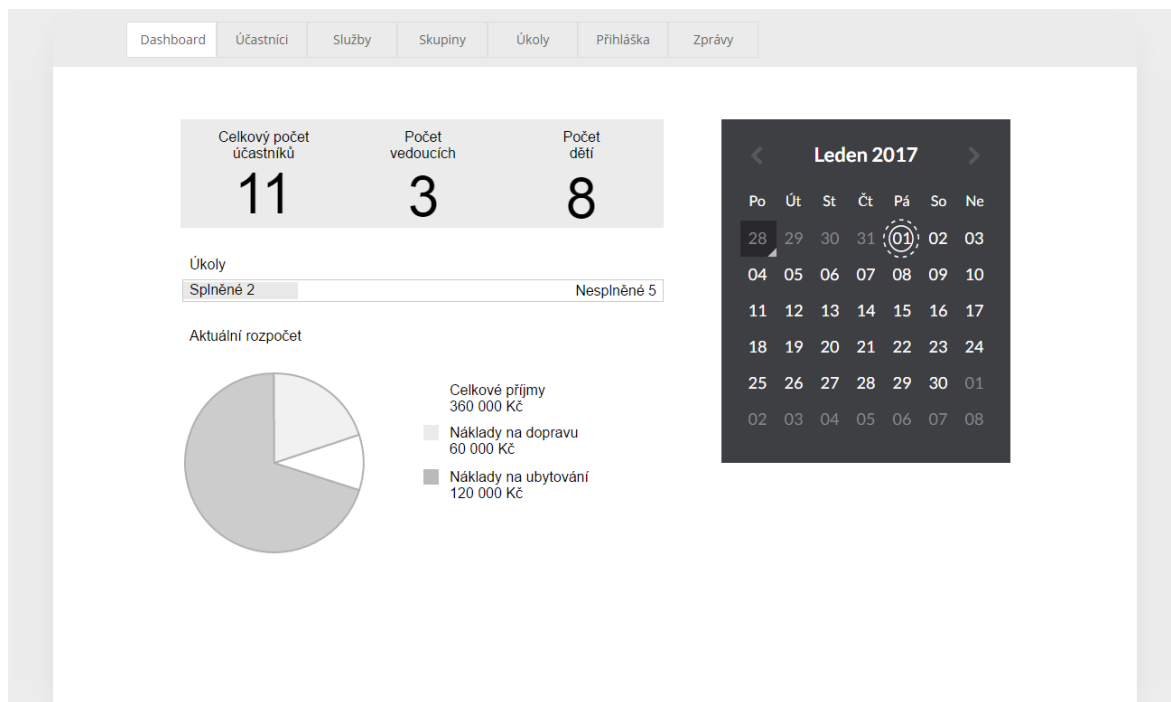 Dashboard Účastníci Služby Skupiny Úkoly Přihláška Zprávy
Celkový počet účastníků
11
Počet vedoucích
3
Počet dětí
8
Úkoly
Splněné 2 Nesplněné 5
Aktuální rozpočet
Celkové příjmy
360 000 Kč
Náklady na dopravu
60 000 Kč
Náklady na ubytování
120 000 Kč
Leden 2017
Po Út St Čt Pá So Ne
28 29 30 31 01 02 03
04 05 06 07 08 09 10
11 12 13 14 15 16 17
18 19 20 21 22 23 24
25 26 27 28 29 30 01
02 03 04 05 06 07 08